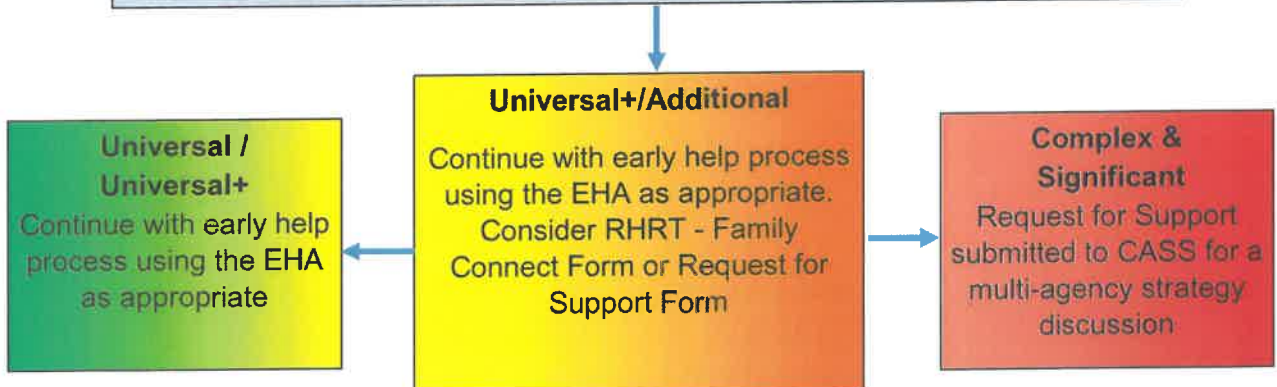 Universal /
Universal+
Continue with early help
process using the EHA
as appropriate
Universal+/Additional
Continue with early help process
using the EHA as appropriate.
Consider RHRT - Family
Connect Form or Request for
Support Form
Complex &
Significant
Request for Support
submitted to CASS for a
multi-agency strategy
discussion